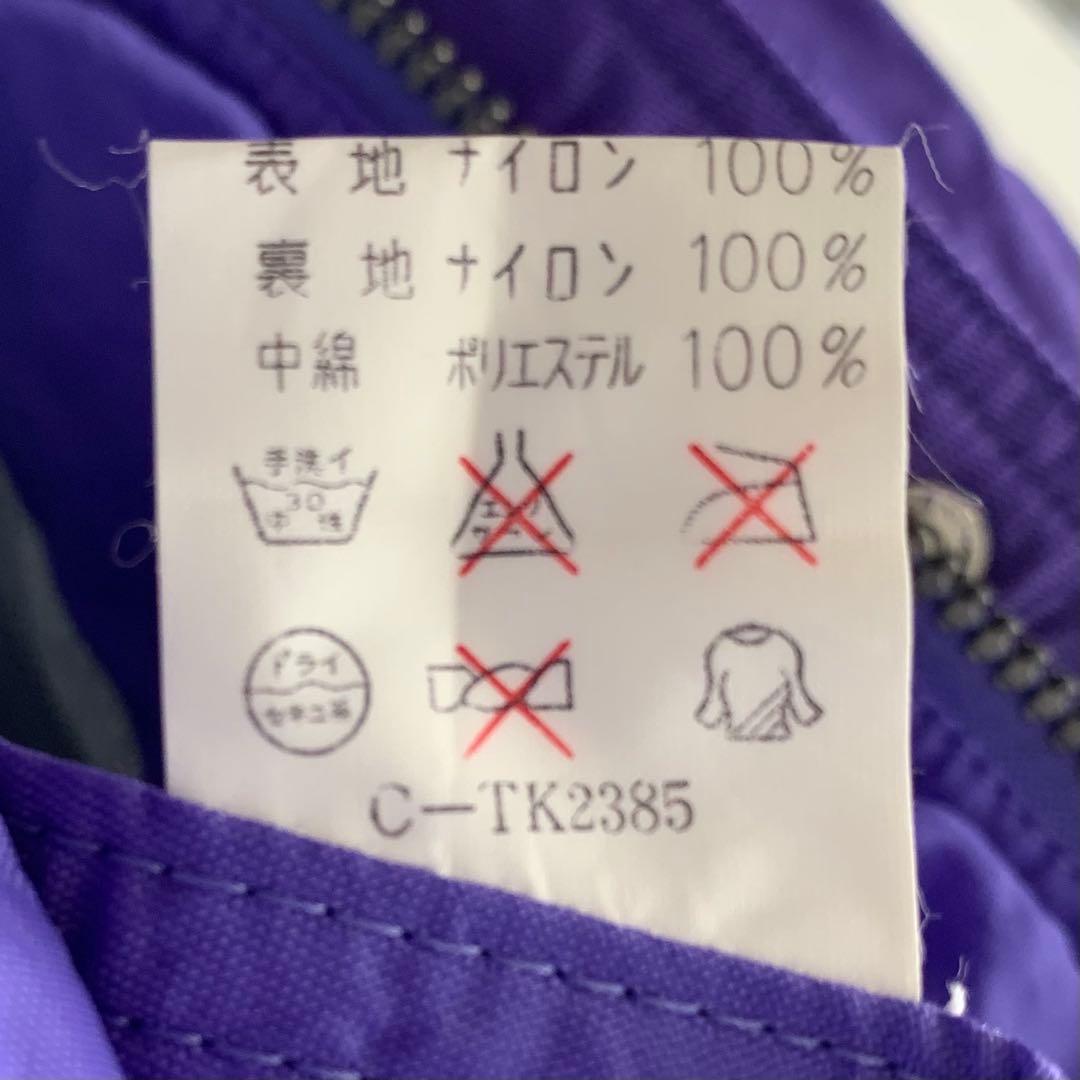 表地 ナイロン 100%
裏地 ナイロン 100%
中綿 ポリエステル 100%
手洗イ
30
中性
ドライ
セキユ系
C-TK2385